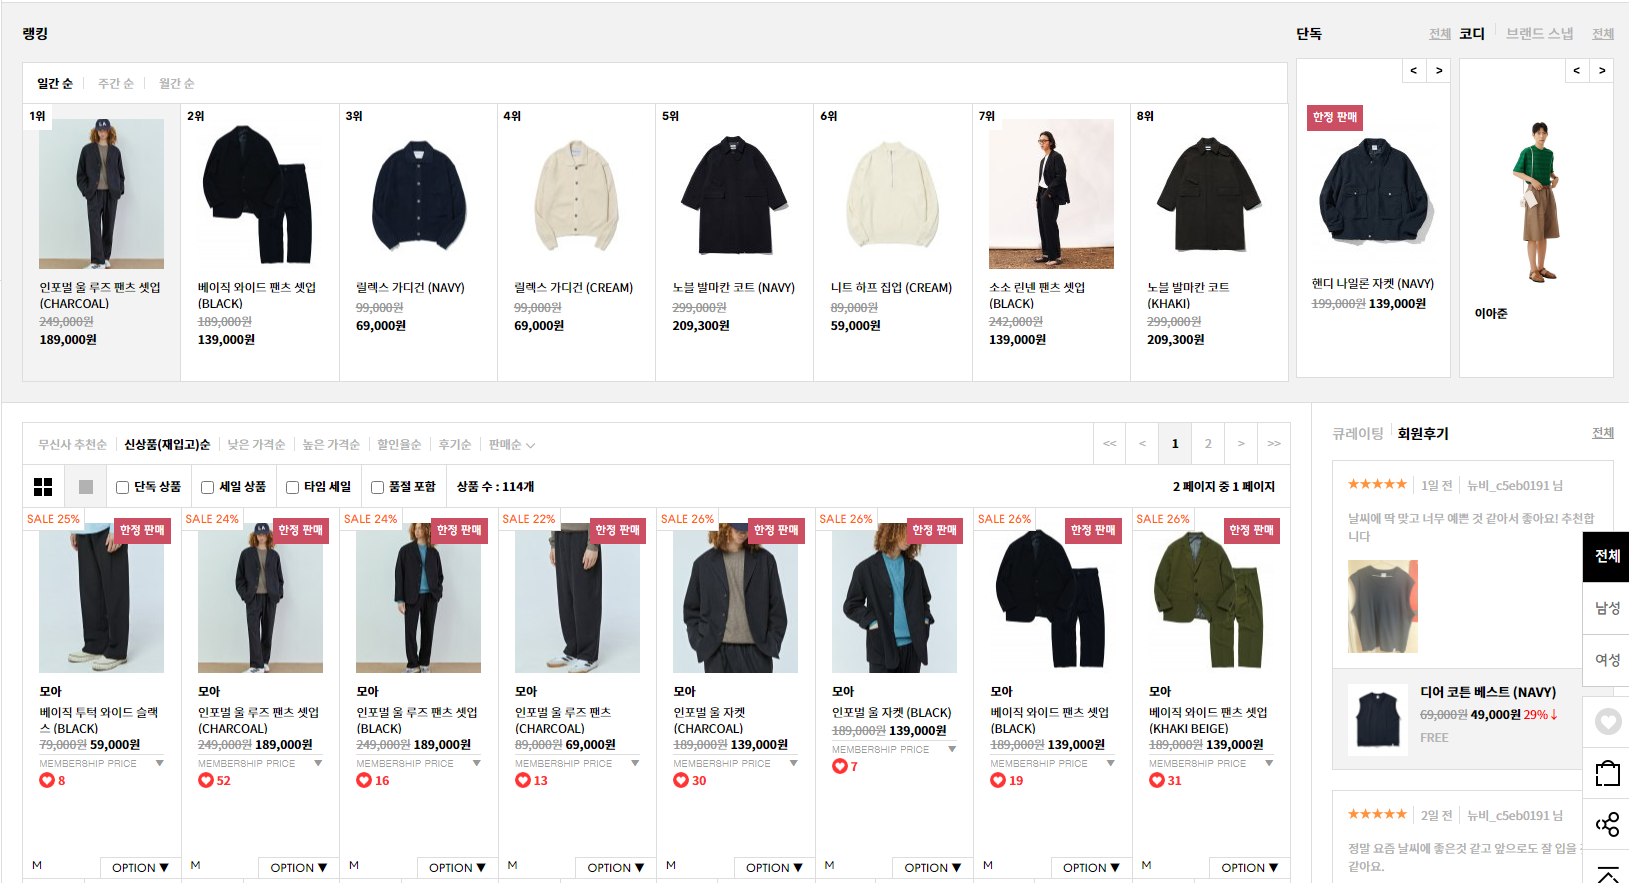 랭킹
일간 순
주간 순
월간 순
1위
LA
인포멀 울 루즈 팬츠 셋업
(CHARCOAL)
249,000원
189,000원
2위
베이직 와이드 팬츠 셋업
(BLACK)
189,000원
139,000원
3위
릴렉스 가디건 (NAVY)
99,000원
69,000원
4위
릴렉스 가디건 (CREAM)
99,000원
69,000원
5위
노블 발마칸 코트 (NAVY)
299,000원
209,300원
6위
니트 하프 집업 (CREAM)
89,000원
59,000원
7위
소소 린넨 팬츠 셋업
(BLACK)
242,000원
139,000원
8위
노블 발마칸 코트
(KHAKI)
299,000원
209,300원
단독 전체
< >
한정 판매
헨디 나일론 자켓 (NAVY)
199,000원 139,000원
코디 브랜드 스냅 전체
< >
이아준
무신사 추천순 신상품(재입고)순 낮은 가격순 높은 가격순 할인율순 후기순 판매순
<< < 1 2 > >>
단독 상품 세일 상품 타임 세일 품절 포함 상품 수 : 114개
2 페이지 중 1 페이지
SALE 25%
한정 판매
모아
베이직 투턱 와이드 슬랙
스 (BLACK)
79,000원 59,000원
MEMBERSHIP PRICE ▼
8
M
OPTION ▼
SALE 24%
한정 판매
모아
인포멀 울 루즈 팬츠 셋업
(CHARCOAL)
249,000원 189,000원
MEMBERSHIP PRICE ▼
52
M
OPTION ▼
SALE 24%
한정 판매
모아
인포멀 울 루즈 팬츠 셋업
(BLACK)
249,000원 189,000원
MEMBERSHIP PRICE ▼
16
M
OPTION ▼
SALE 22%
한정 판매
모아
인포멀 울 루즈 팬츠
(CHARCOAL)
89,000원 69,000원
MEMBERSHIP PRICE ▼
13
M
OPTION ▼
SALE 26%
한정 판매
모아
인포멀 울 자켓
(CHARCOAL)
189,000원 139,000원
MEMBERSHIP PRICE ▼
30
M
OPTION ▼
SALE 26%
한정 판매
모아
인포멀 울 자켓 (BLACK)
189,000원 139,000원
MEMBERSHIP PRICE ▼
7
M
OPTION ▼
SALE 26%
한정 판매
모아
베이직 와이드 팬츠 셋업
(BLACK)
189,000원 139,000원
MEMBERSHIP PRICE ▼
19
M
OPTION ▼
SALE 26%
한정 판매
모아
베이직 와이드 팬츠 셋업
(KHAKI BEIGE)
189,000원 139,000원
MEMBERSHIP PRICE ▼
31
M
OPTION ▼
큐레이팅 회원후기 전체
★★★★★ 1일 전 뉴비_c5eb0191 님
날씨에 딱 맞고 너무 예쁜 것 같아서 좋아요! 추천합
니다
디어 코튼 베스트 (NAVY)
69,000원 49,000원 29%↓
FREE
★★★★★ 2일 전 뉴비_c5eb0191 님
정말 요즘 날씨에 좋은것 같고 앞으로도 잘 입을
같아요.
전체
남성
여성